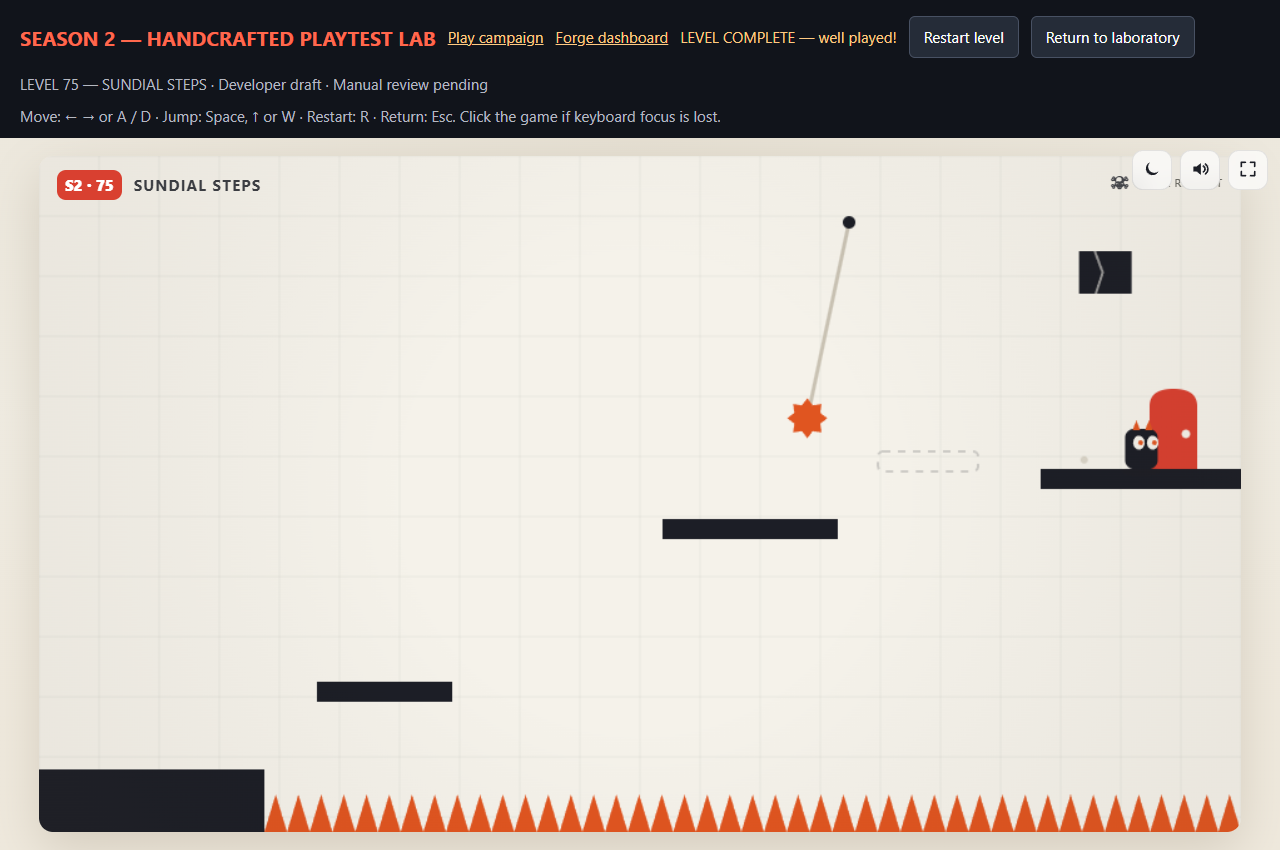 SEASON 2 — HANDCRAFTED PLAYTEST LAB Play campaign Forge dashboard LEVEL COMPLETE — well played! Restart level Return to laboratory
LEVEL 75 — SUNDIAL STEPS · Developer draft · Manual review pending
Move: ← → or A / D · Jump: Space, ↑ or W · Restart: R · Return: Esc. Click the game if keyboard focus is lost.
S2 · 75 SUNDIAL STEPS